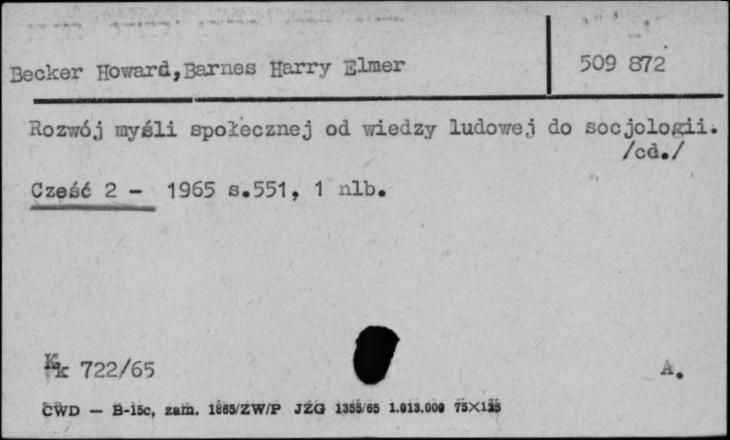 Becker Howard,Barnes Harry Elmer
509 872
Rozwój myśli społecznej od wiedzy ludowej do socjologii.
/cd./
Cześć 2 - 1965 s.551, 1 nlb.
Kk 722/65
A.
CWD — B-15c, zam. 1865/ZW/P JZG 1355/65 1.013.000 75×125